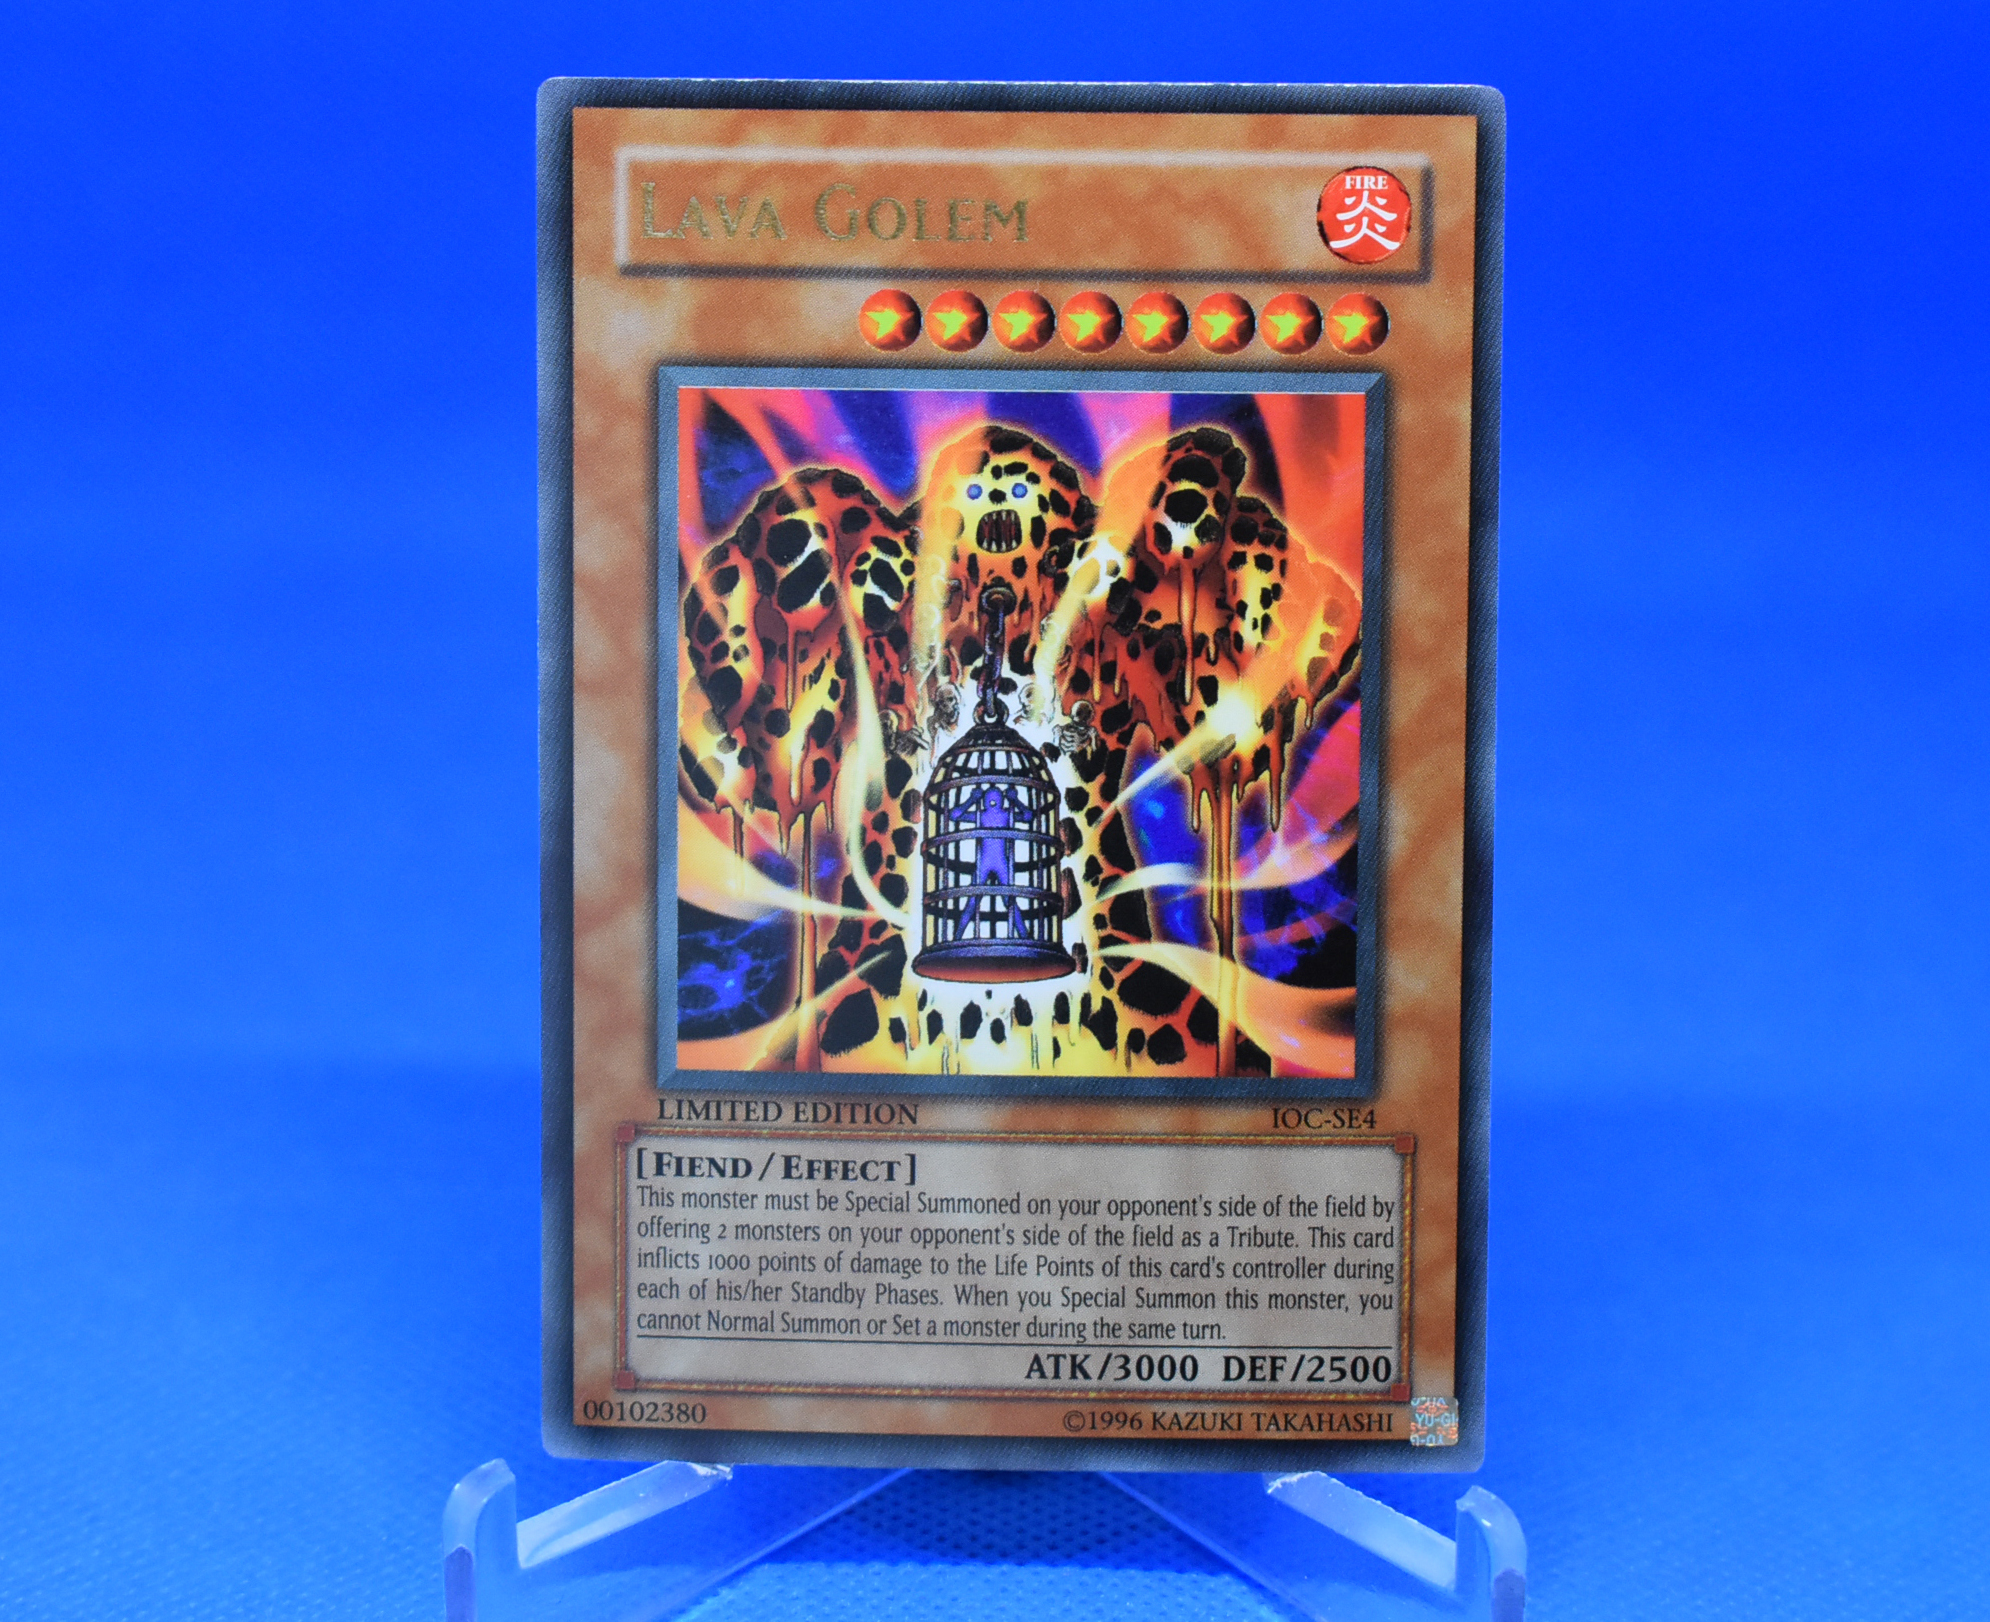 LAVA GOLEM
FIRE
炎
LIMITED EDITION
IOC-SE4
[FIEND/EFFECT]
This monster must be Special Summoned on your opponent's side of the field by
offering 2 monsters on your opponent's side of the field as a Tribute. This card
inflicts 1000 points of damage to the Life Points of this card's controller during
each of his/her Standby Phases. When you Special Summon this monster, you
cannot Normal Summon or Set a monster during the same turn.
ATK/3000 DEF/2500
00102380
©1996 KAZUKI TAKAHASHI
YU-GI